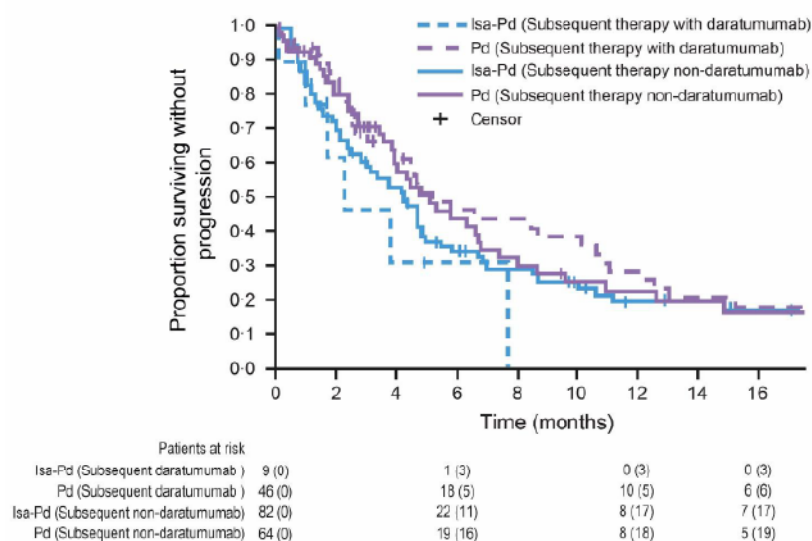 1·0
0·9
0·8
0·7
0·6
0·5
0·4
0·3
0·2
0·1
0·0
Proportion surviving without
progression
Isa-Pd (Subsequent therapy with daratumumab)
Pd (Subsequent therapy with daratumumab)
Isa-Pd (Subsequent therapy non-daratumumab)
Pd (Subsequent therapy non-daratumumab)
Censor
0 2 4 6 8 10 12 14 16
Time (months)
Patients at risk
Isa-Pd (Subsequent daratumumab ) 9 (0) 1 (3) 0 (3) 0 (3)
Pd (Subsequent daratumumab ) 46 (0) 18 (5) 10 (5) 6 (6)
Isa-Pd (Subsequent non-daratumumab) 82 (0) 22 (11) 8 (17) 7 (17)
Pd (Subsequent non-daratumumab) 64 (0) 19 (16) 8 (18) 5 (19)